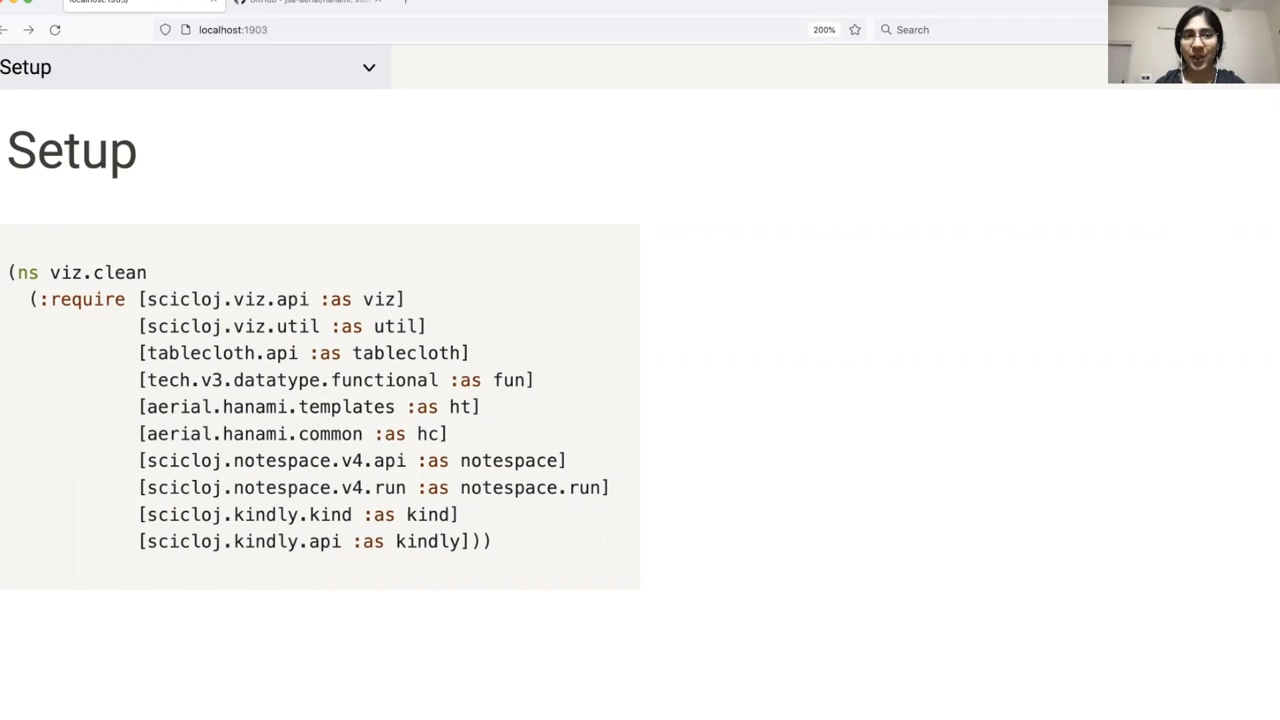 localhost:1903/
localhost:1903
200%
Search
Setup
Setup
(ns viz.clean
(:require [scicloj.viz.api :as viz]
[scicloj.viz.util :as util]
[tablecloth.api :as tablecloth]
[tech.v3.datatype.functional :as fun]
[aerial.hanami.templates :as ht]
[aerial.hanami.common :as hc]
[scicloj.notespace.v4.api :as notespace]
[scicloj.notespace.v4.run :as notespace.run]
[scicloj.kindly.kind :as kind]
[scicloj.kindly.api :as kindly]))